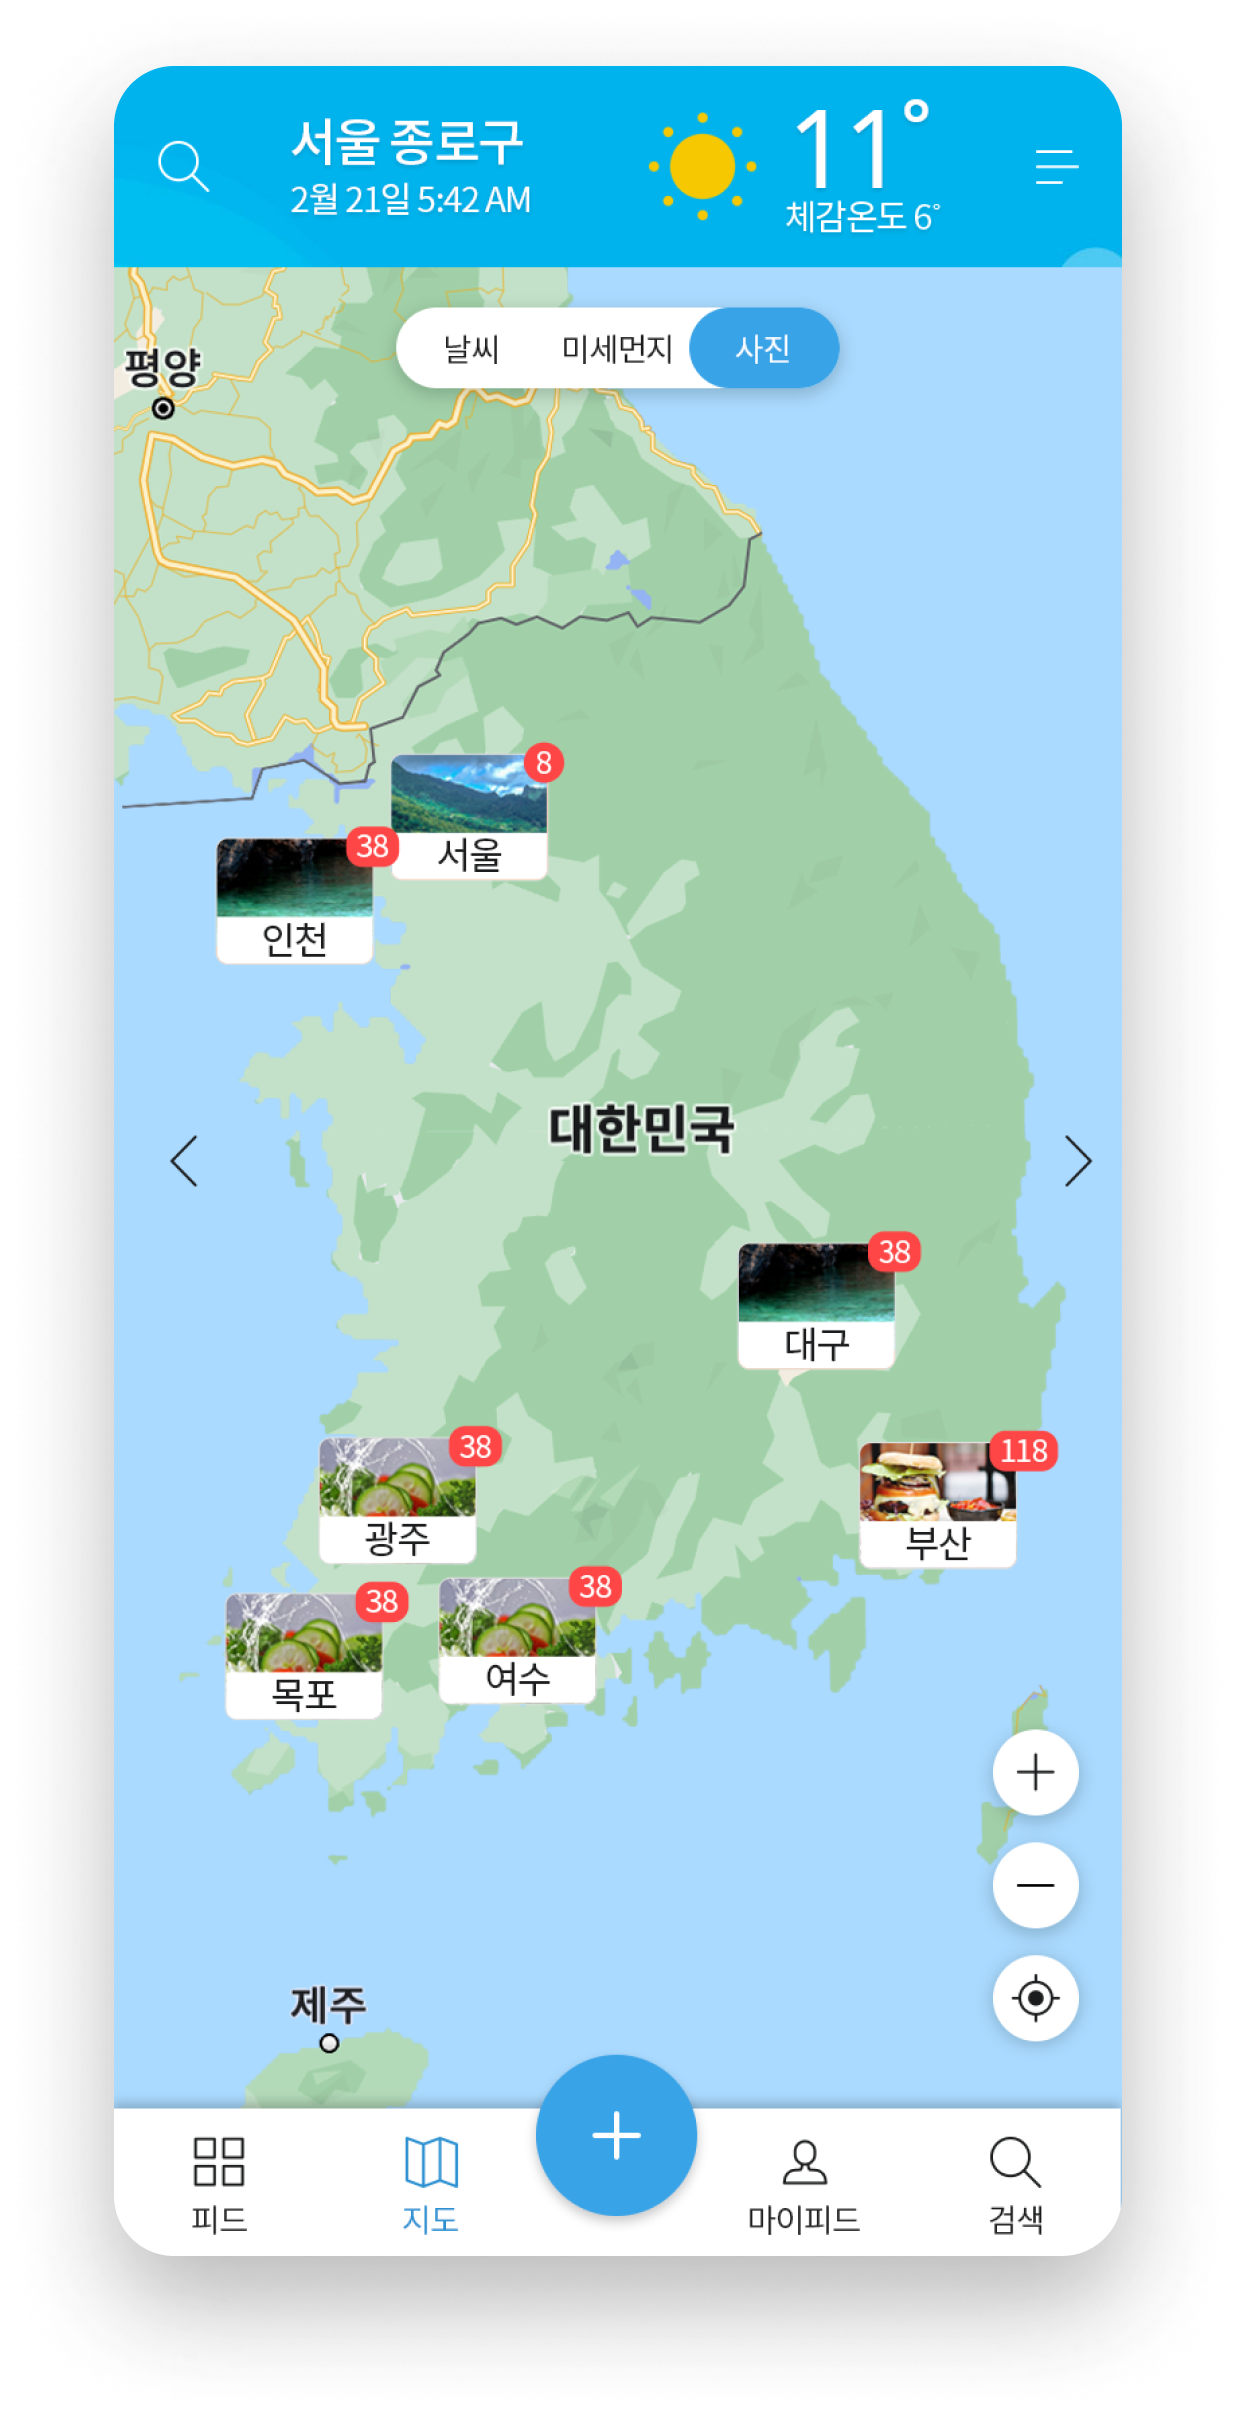 서울 종로구
2월 21일 5:42 AM
11°
체감온도 6°
날씨
미세먼지
사진
평양
8
서울
38
인천
대한민국
38
대구
38
광주
118
부산
38
목포
38
여수
제주
피드
지도
마이피드
검색